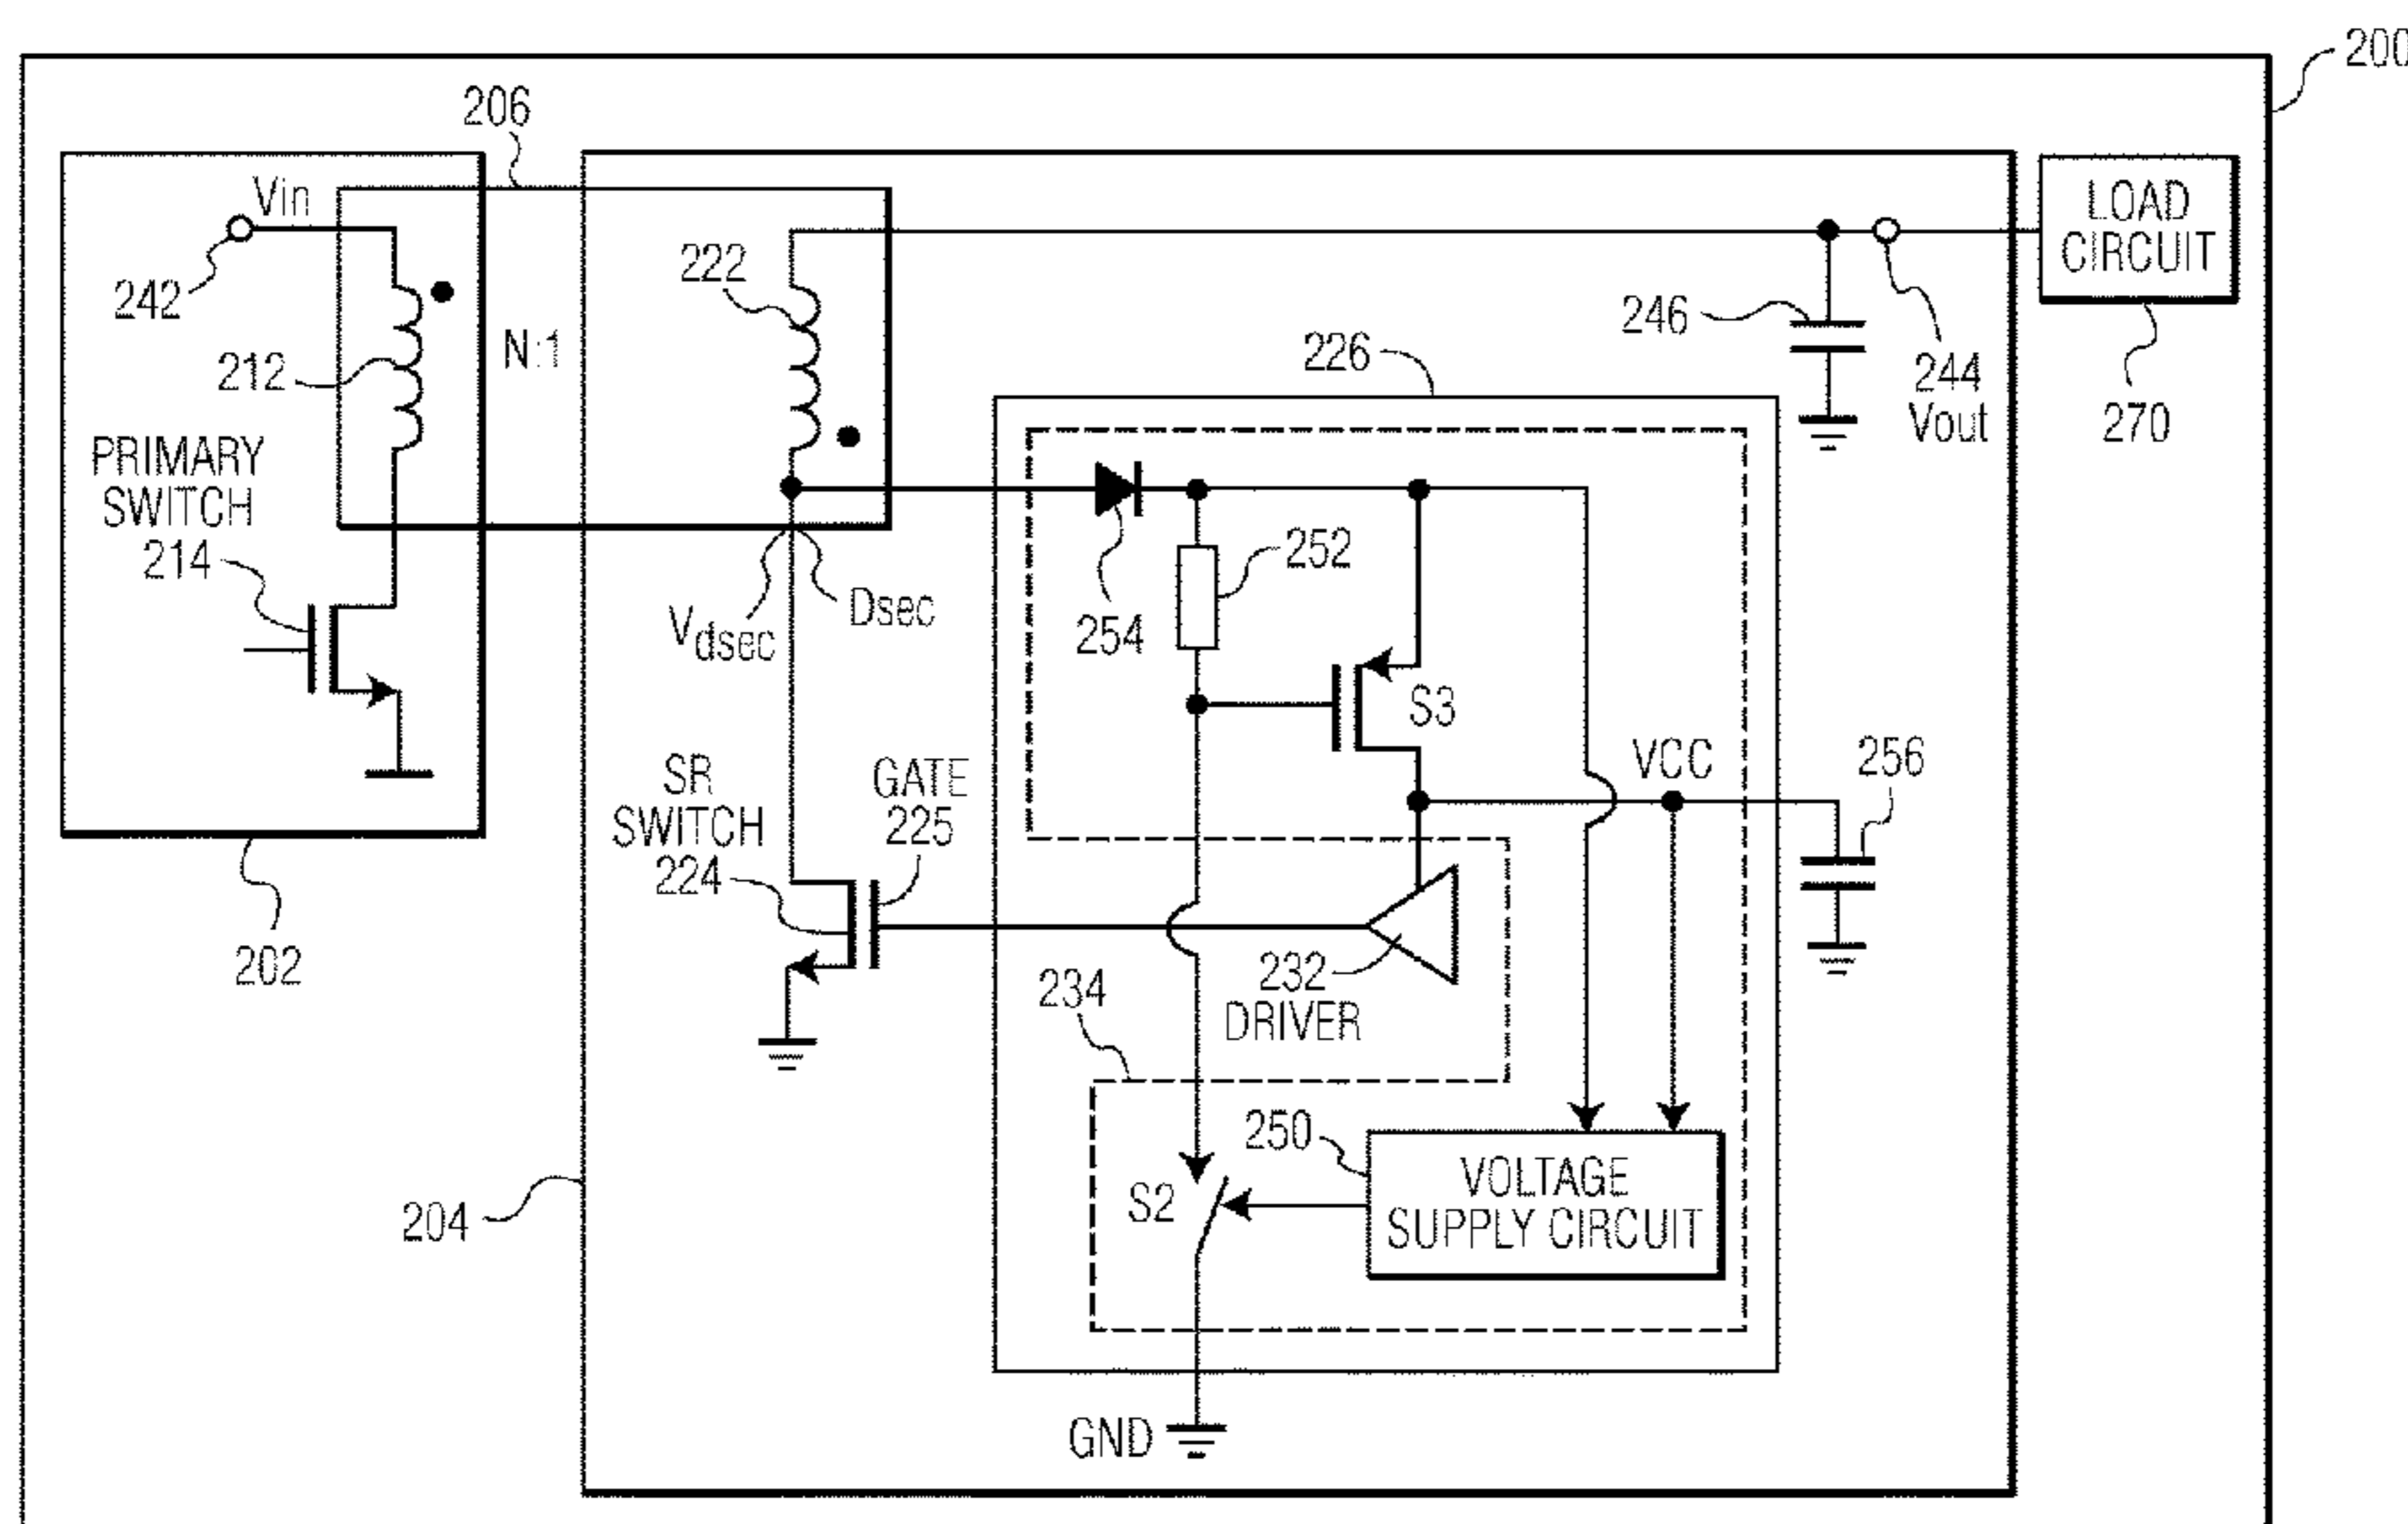 200
206
Vin
242
212
N:1
222
246
244
Vout
LOAD
CIRCUIT
270
226
PRIMARY
SWITCH
214
Vdsec
Dsec
254
252
S3
VCC
256
SR
SWITCH
224
GATE
225
202
232
DRIVER
234
250
S2
VOLTAGE
SUPPLY CIRCUIT
204
GND